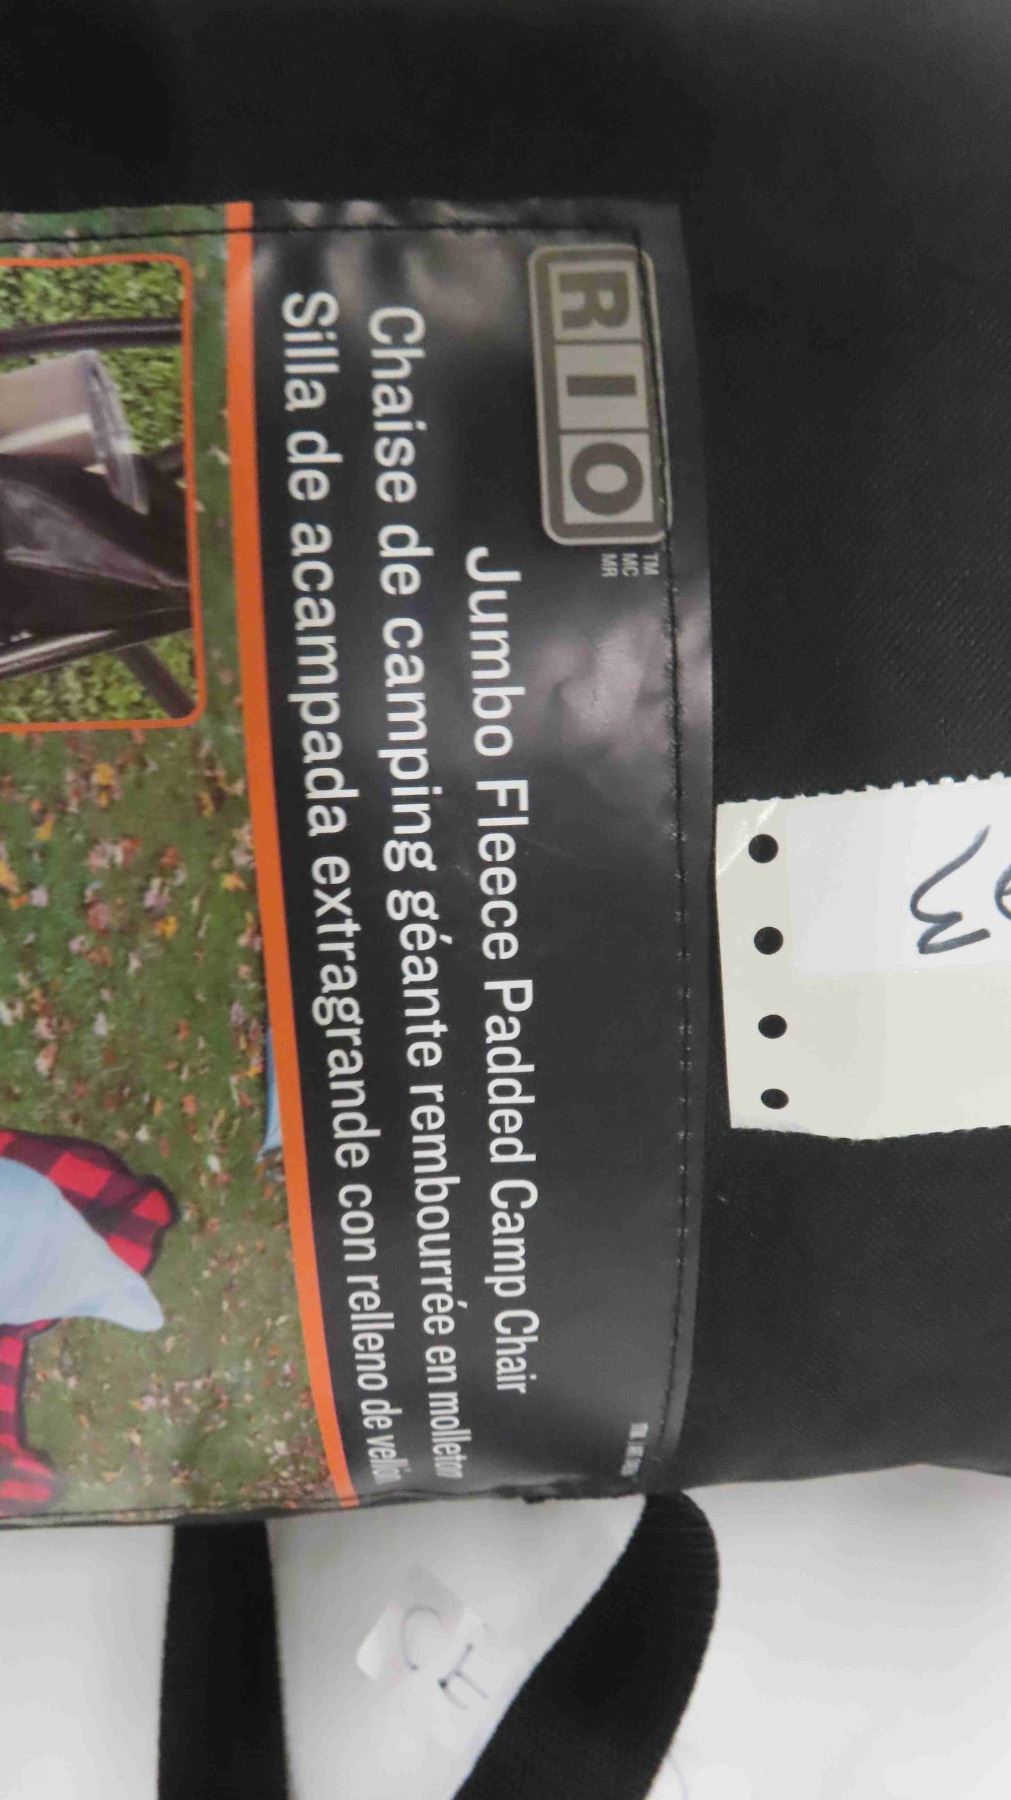 RIO
TM
MC
MR
Jumbo Fleece Padded Camp Chair
Chaise de camping géante rembourrée en molleton
Silla de acampada extragrande con relleno de vellón
CE